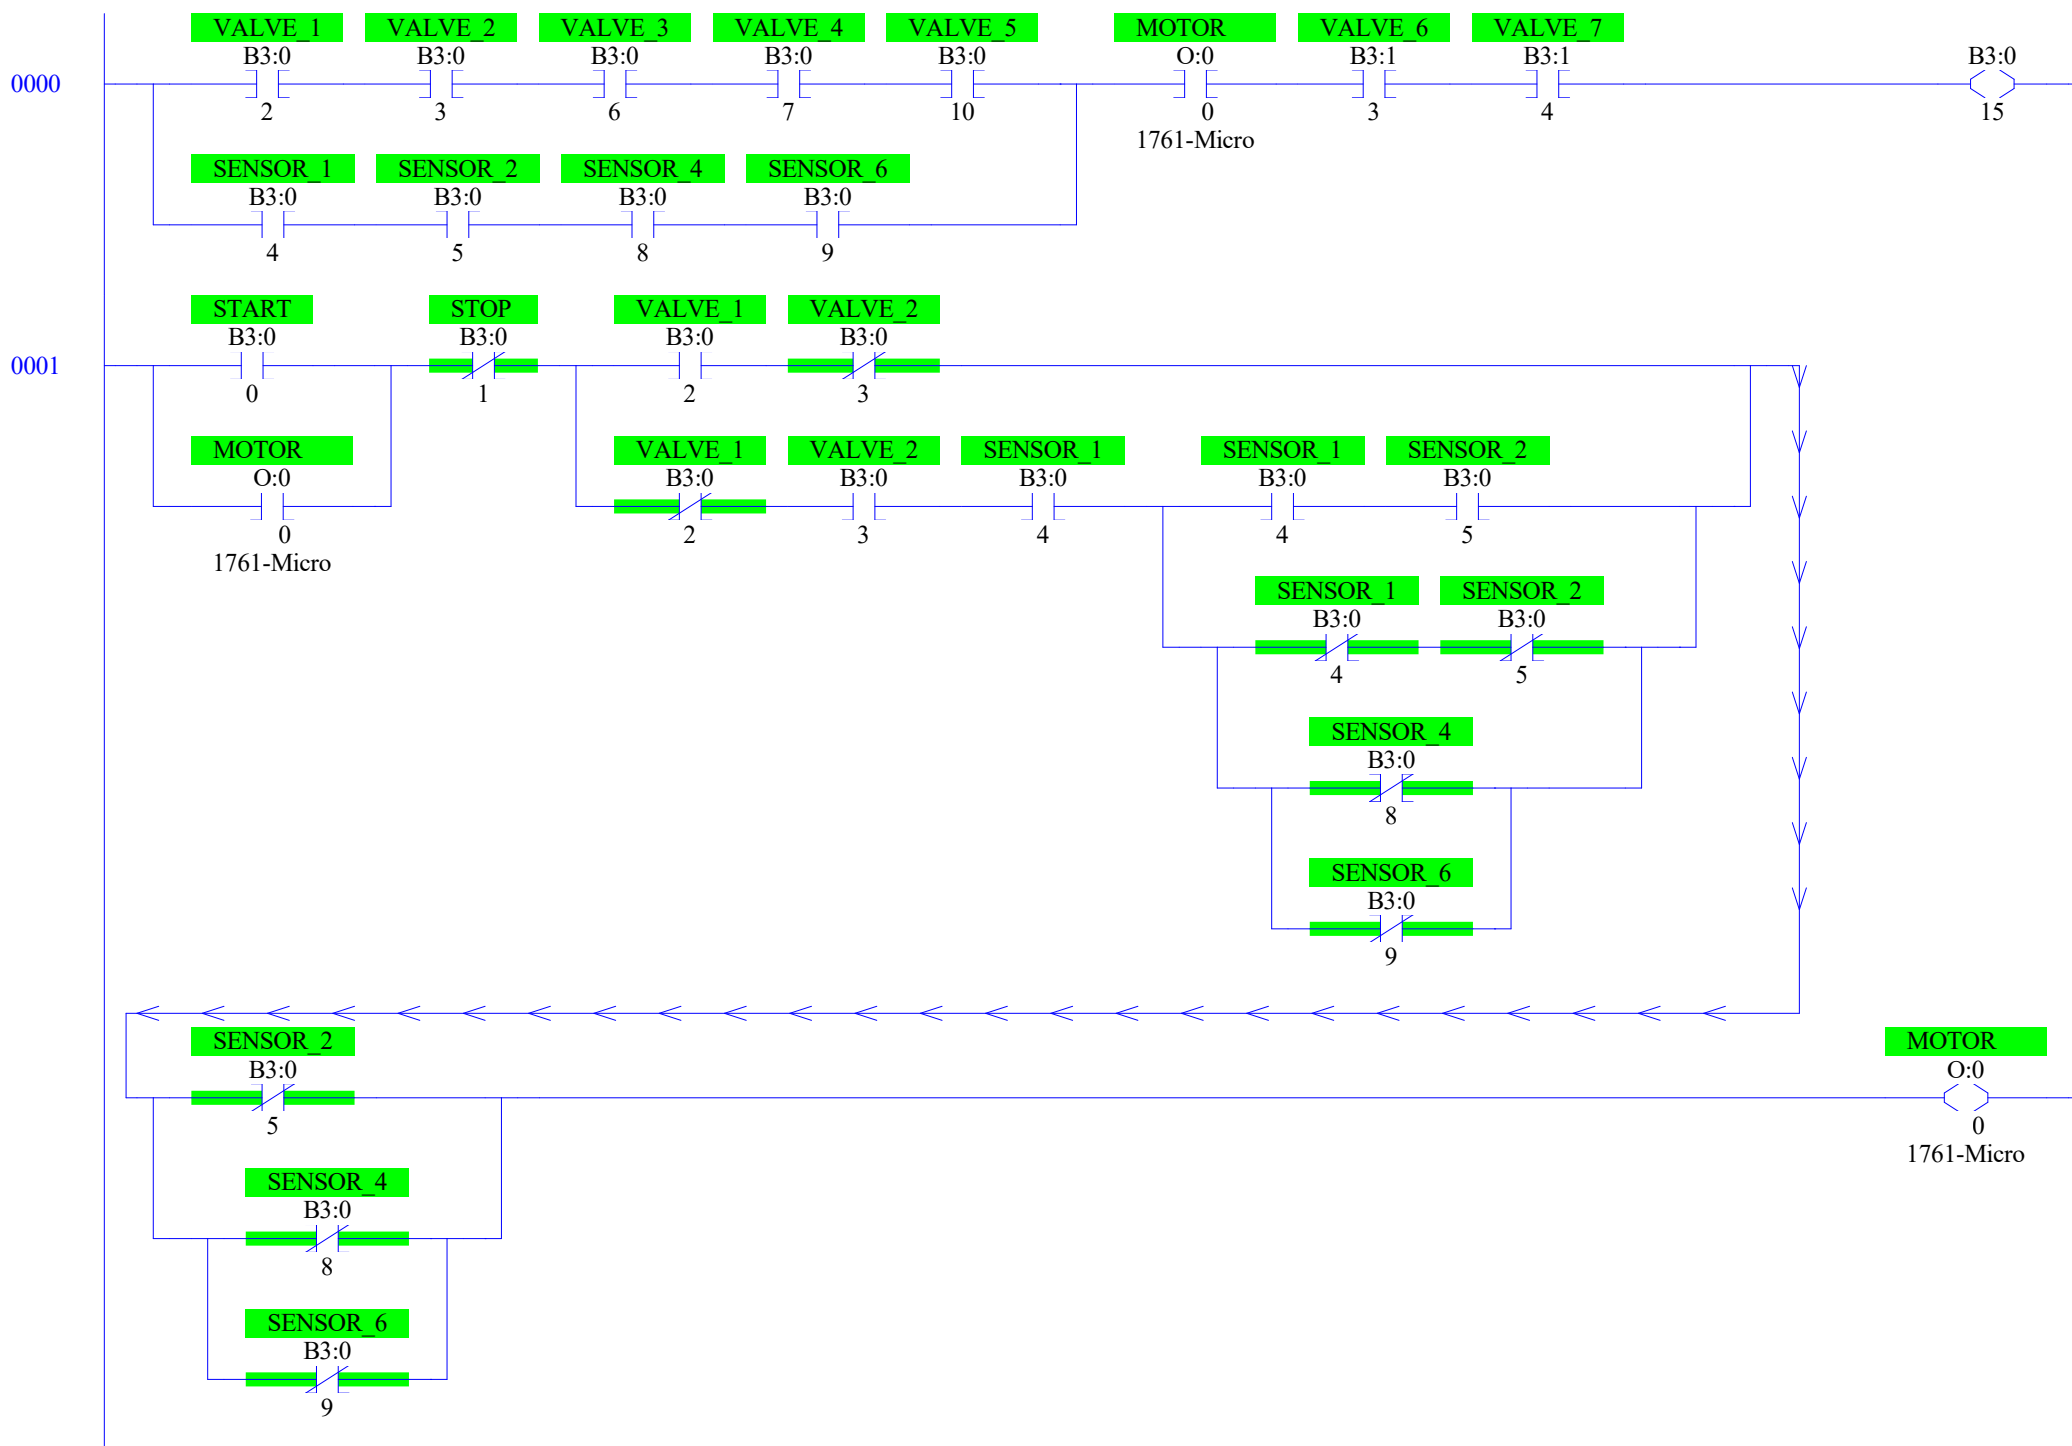 VALVE_1 VALVE_2 VALVE_3 VALVE_4 VALVE_5 MOTOR VALVE_6 VALVE_7
B3:0 B3:0 B3:0 B3:0 B3:0 O:0 B3:1 B3:1 B3:0
0000
2 3 6 7 10 0 3 4 15
1761-Micro
SENSOR_1 SENSOR_2 SENSOR_4 SENSOR_6
B3:0 B3:0 B3:0 B3:0
4 5 8 9
START STOP VALVE_1 VALVE_2
B3:0 B3:0 B3:0 B3:0
0001
0 1 2 3
MOTOR VALVE_1 VALVE_2 SENSOR_1 SENSOR_1 SENSOR_2
O:0 B3:0 B3:0 B3:0 B3:0 B3:0
0 2 3 4 4 5
1761-Micro
SENSOR_1 SENSOR_2
B3:0 B3:0
4 5
SENSOR_4
B3:0
8
SENSOR_6
B3:0
9
SENSOR_2 MOTOR
B3:0 O:0
5 0
1761-Micro
SENSOR_4
B3:0
8
SENSOR_6
B3:0
9